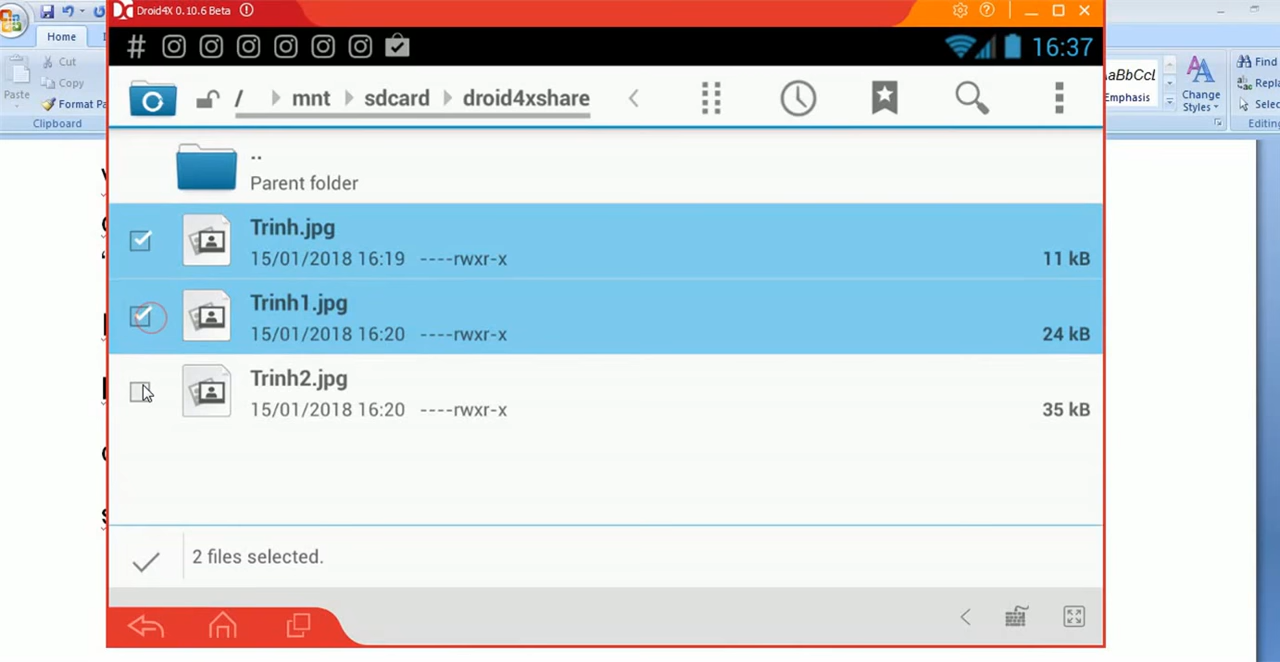 Droid4X 0.10.6 Beta
Home
Cut
Copy
Format Pa
Paste
Clipboard
16:37
AaBbCcl
Emphasis
Change
Styles
Find
Repla
Selec
Editing
/ mnt sdcard droid4xshare
..
Parent folder
Trinh.jpg
15/01/2018 16:19 ----rwxr-x
11 kB
Trinh1.jpg
15/01/2018 16:20 ----rwxr-x
24 kB
Trinh2.jpg
15/01/2018 16:20 ----rwxr-x
35 kB
2 files selected.